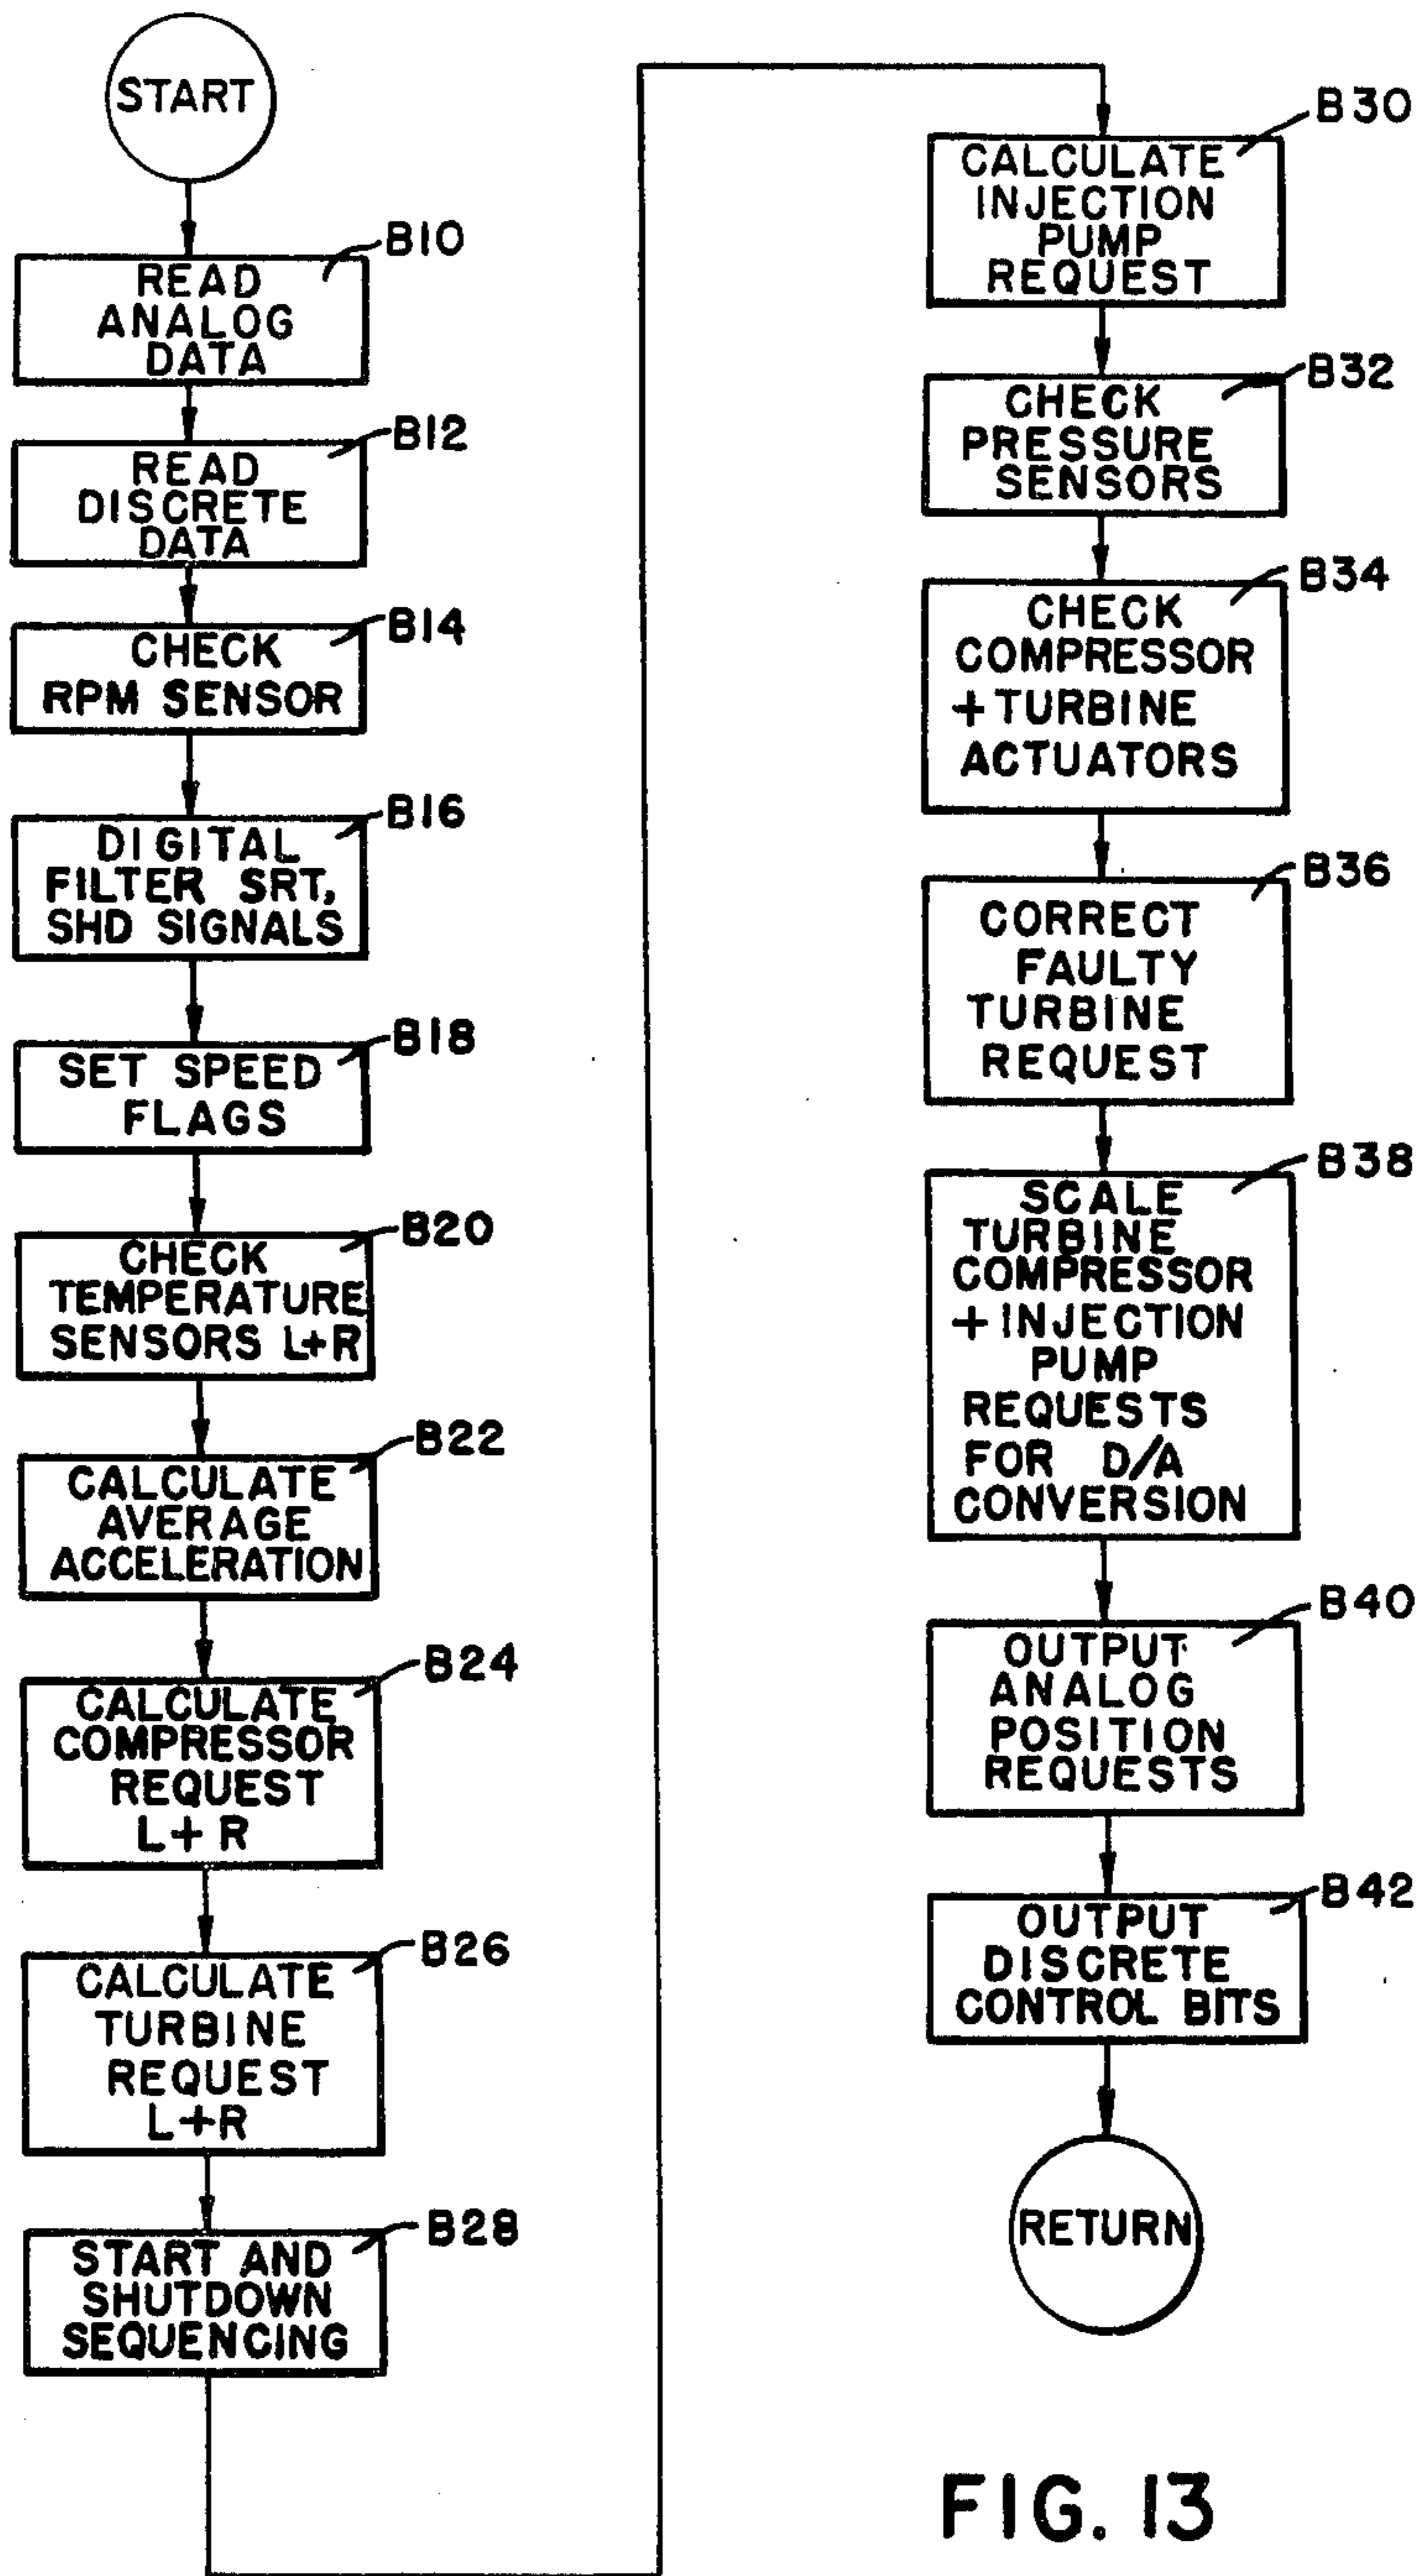 START
B10
READ
ANALOG
DATA
B12
READ
DISCRETE
DATA
B14
CHECK
RPM SENSOR
B16
DIGITAL
FILTER SRT,
SHD SIGNALS
B18
SET SPEED
FLAGS
B20
CHECK
TEMPERATURE
SENSORS L+R
B22
CALCULATE
AVERAGE
ACCELERATION
B24
CALCULATE
COMPRESSOR
REQUEST
L+R
B26
CALCULATE
TURBINE
REQUEST
L+R
B28
START AND
SHUTDOWN
SEQUENCING
B30
CALCULATE
INJECTION
PUMP
REQUEST
B32
CHECK
PRESSURE
SENSORS
B34
CHECK
COMPRESSOR
+TURBINE
ACTUATORS
B36
CORRECT
FAULTY
TURBINE
REQUEST
B38
SCALE
TURBINE
COMPRESSOR
+INJECTION
PUMP
REQUESTS
FOR D/A
CONVERSION
B40
OUTPUT
ANALOG
POSITION
REQUESTS
B42
OUTPUT
DISCRETE
CONTROL BITS
RETURN
FIG. 13